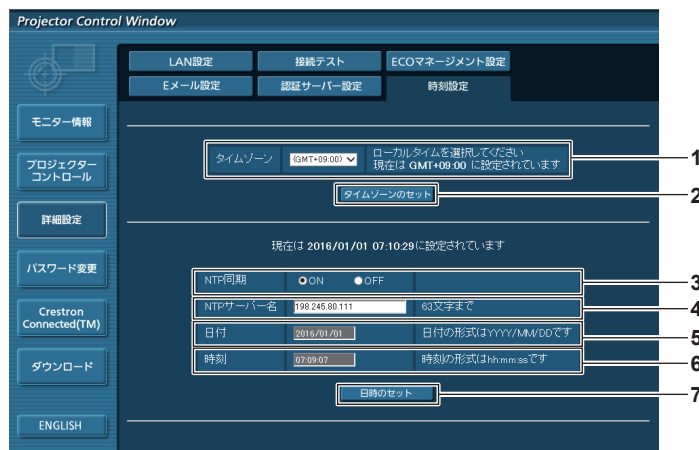 Projector Control Window
LAN設定
接続テスト
ECOマネージメント設定
Eメール設定
認証サーバー設定
時刻設定
モニター情報
プロジェクター
コントロール
詳細設定
パスワード変更
Crestron
Connected(TM)
ダウンロード
ENGLISH
タイムゾーン
(GMT+09:00)
ローカルタイムを選択してください
現在は GMT+09:00 に設定されています
1
タイムゾーンのセット
2
現在は 2016/01/01 07:10:29に設定されています
NTP同期
ON
OFF
3
NTPサーバー名
198.245.80.111
63文字まで
4
日付
2016/01/01
日付の形式はYYYY/MM/DDです
5
時刻
07:09:07
時刻の形式はhh:mm:ssです
6
日時のセット
7